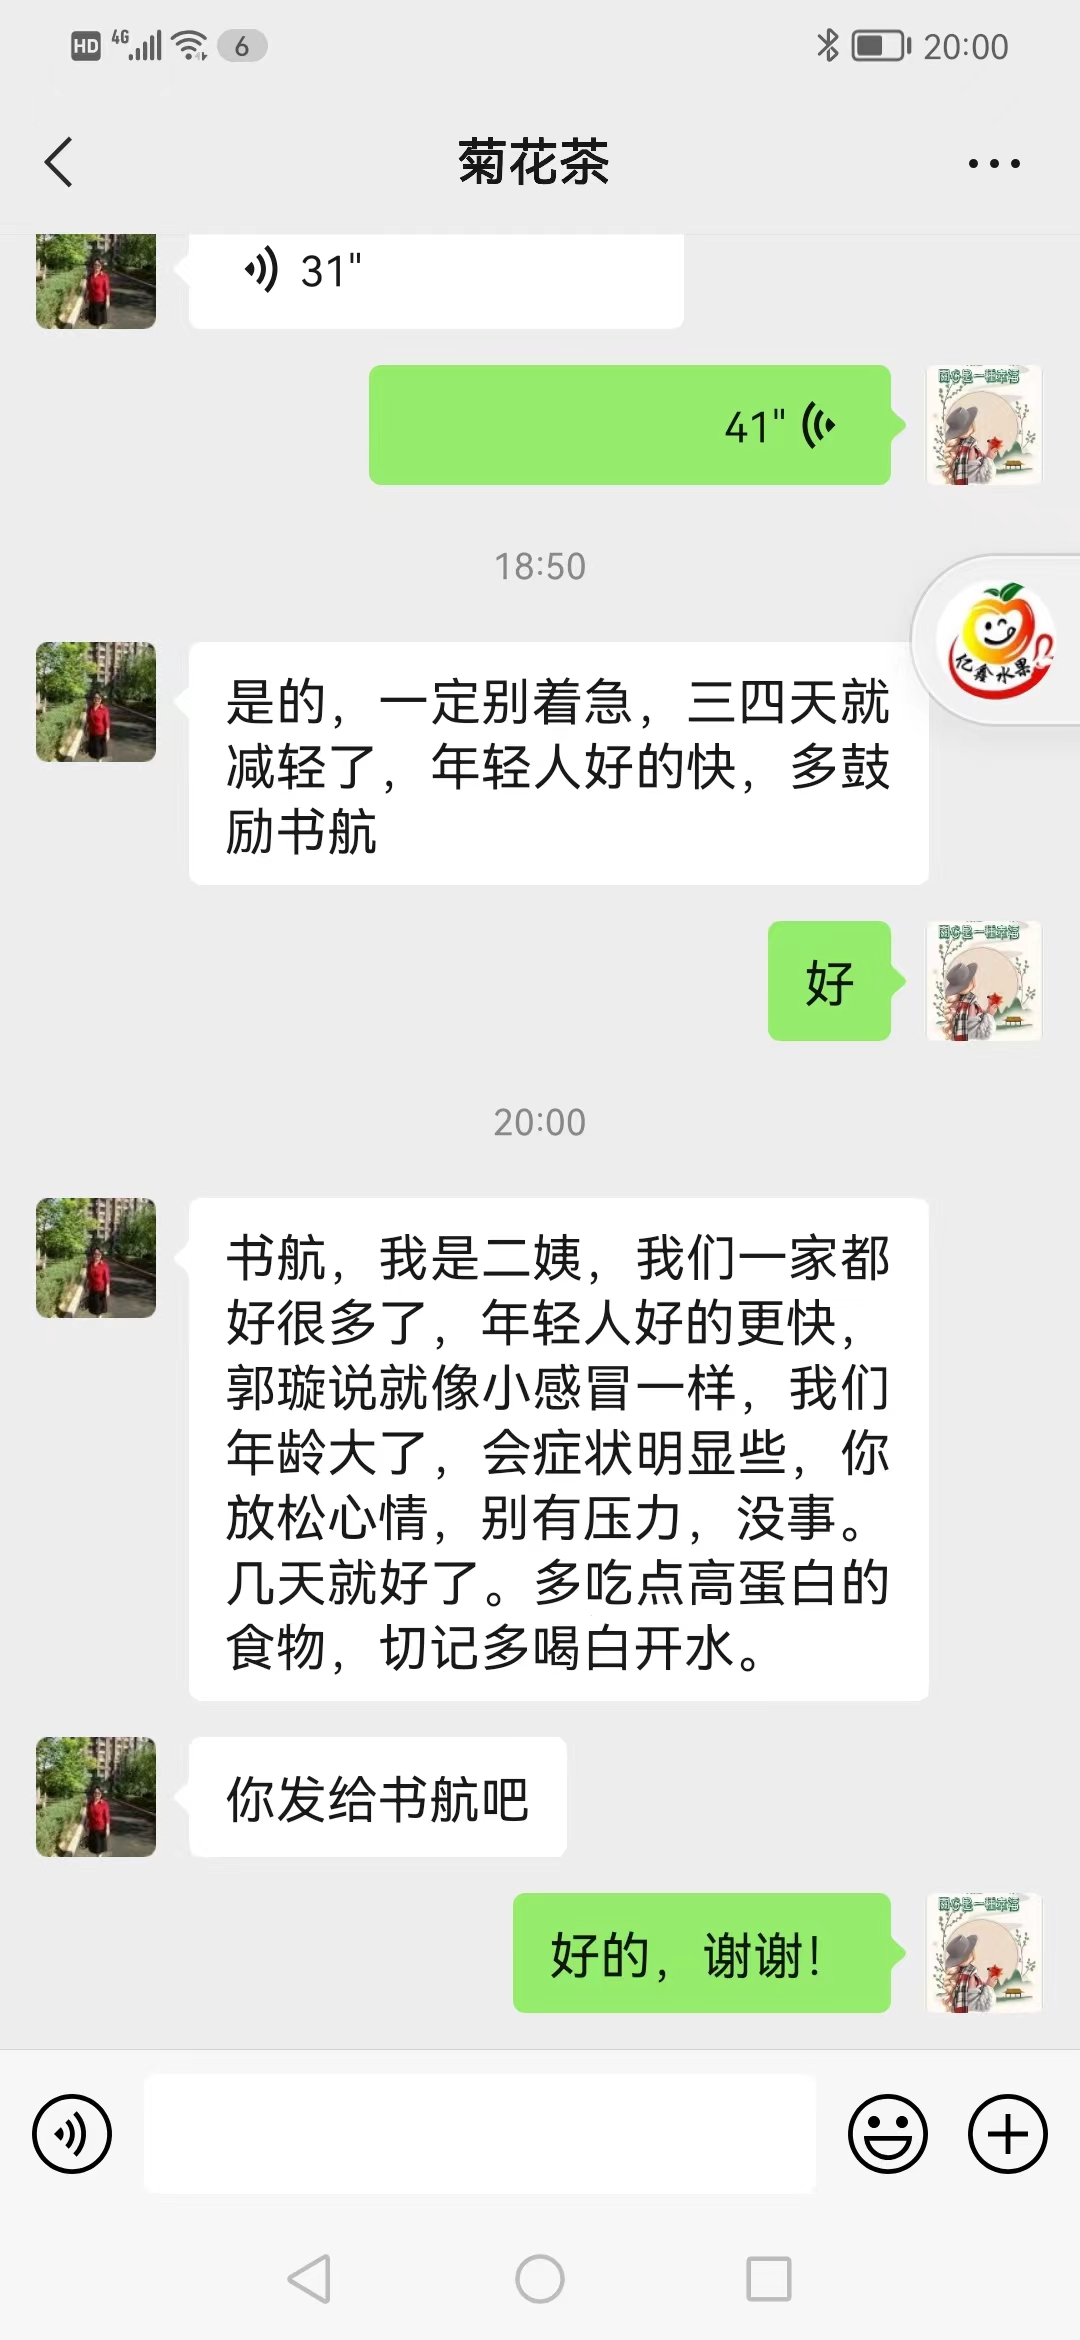 HD 4G 6 20:00
菊花茶
31"
41"
18:50
亿鑫水果
是的，一定别着急，三四天就
减轻了，年轻人好的快，多鼓
励书航
好
20:00
书航，我是二姨，我们一家都
好很多了，年轻人好的更快，
郭璇说就像小感冒一样，我们
年龄大了，会症状明显些，你
放松心情，别有压力，没事。
几天就好了。多吃点高蛋白的
食物，切记多喝白开水。
你发给书航吧
好的，谢谢！